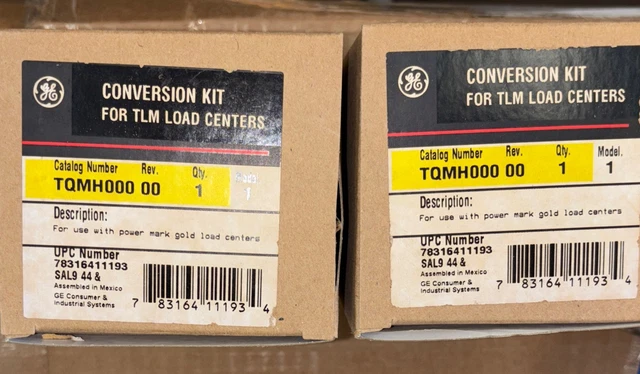 GE
CONVERSION KIT
FOR TLM LOAD CENTERS
Catalog Number Rev. Qty. Model
TQMH000 00 1 1
Description:
For use with power mark gold load centers
UPC Number
78316411193
SAL9 44 &
Assembled in Mexico
GE Consumer &
Industrial Systems
7 83164 11193 4
GE
CONVERSION KIT
FOR TLM LOAD CENTERS
Catalog Number Rev. Qty. Model.
TQMH000 00 1 1
Description:
For use with power mark gold load centers
UPC Number
78316411193
SAL9 44 &
Assembled in Mexico
GE Consumer &
Industrial Systems
7 83164 11193 4